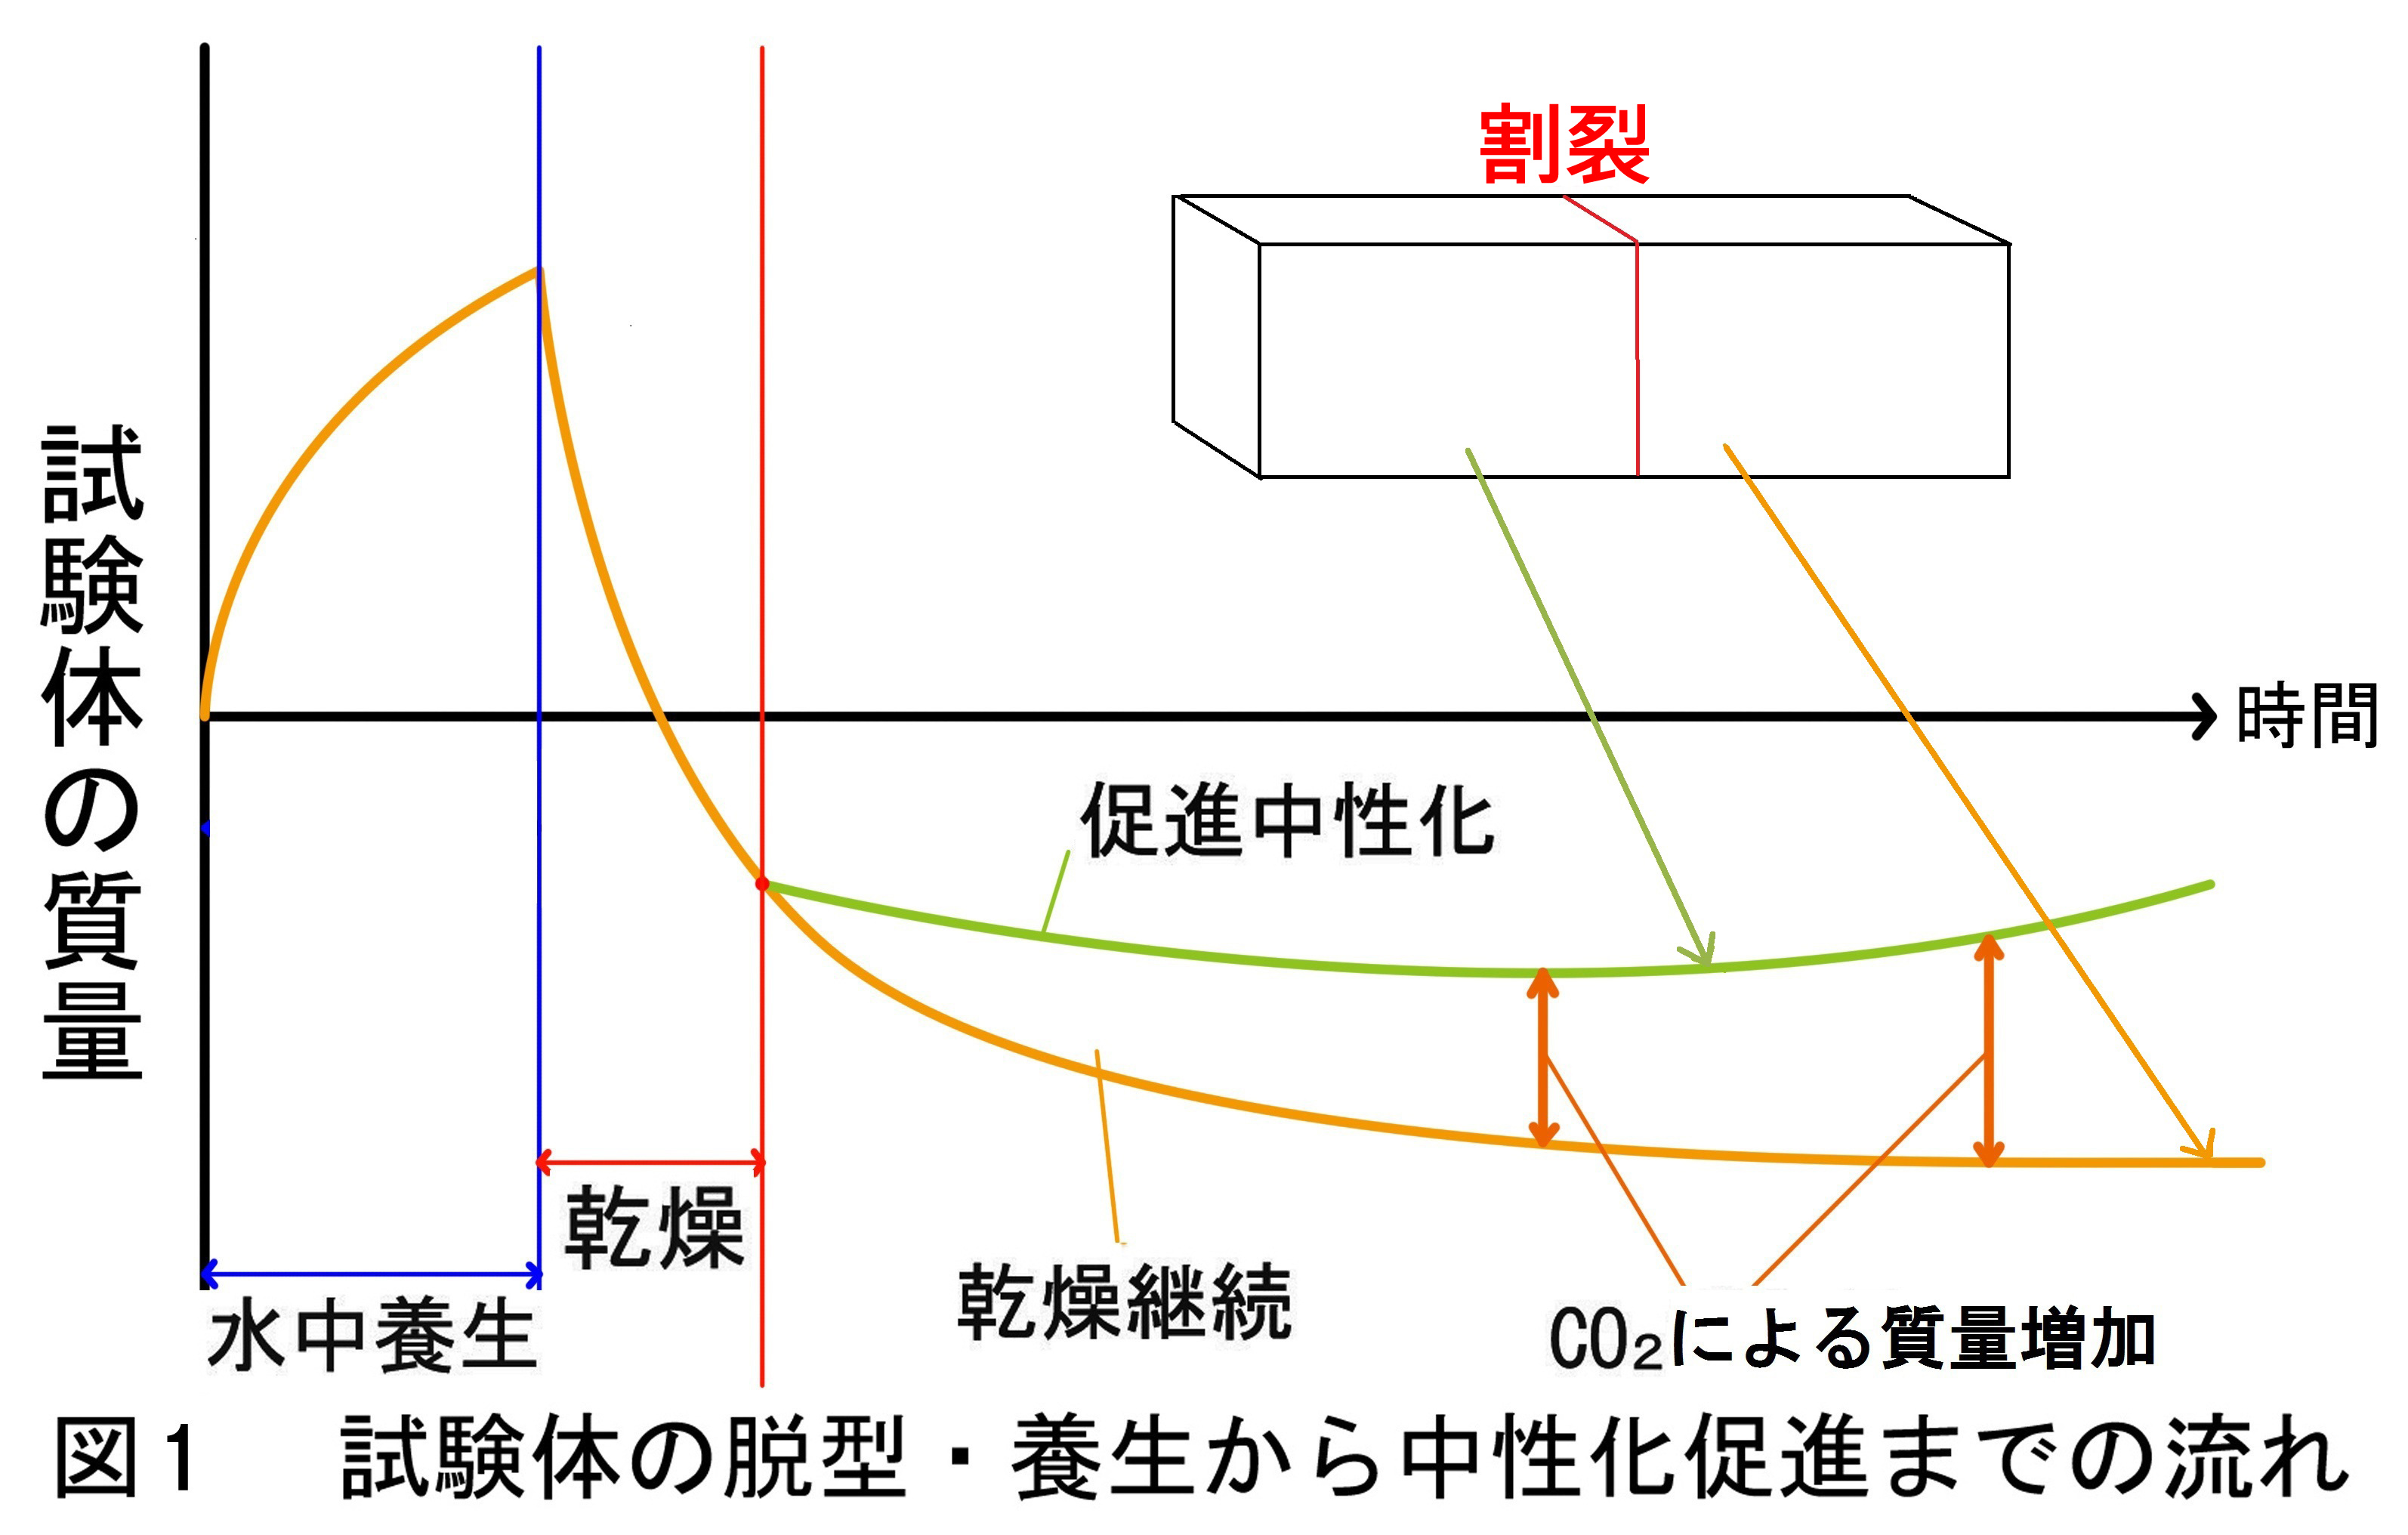 割裂
試験体の質量
時間
促進中性化
乾燥
乾燥継続
水中養生
CO₂による質量増加
図1 試験体の脱型・養生から中性化促進までの流れ